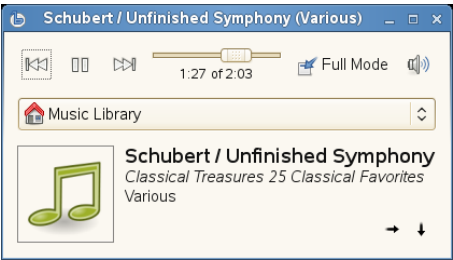 Schubert / Unfinished Symphony (Various)
1:27 of 2:03
Full Mode
Music Library
Schubert / Unfinished Symphony
Classical Treasures 25 Classical Favorites
Various